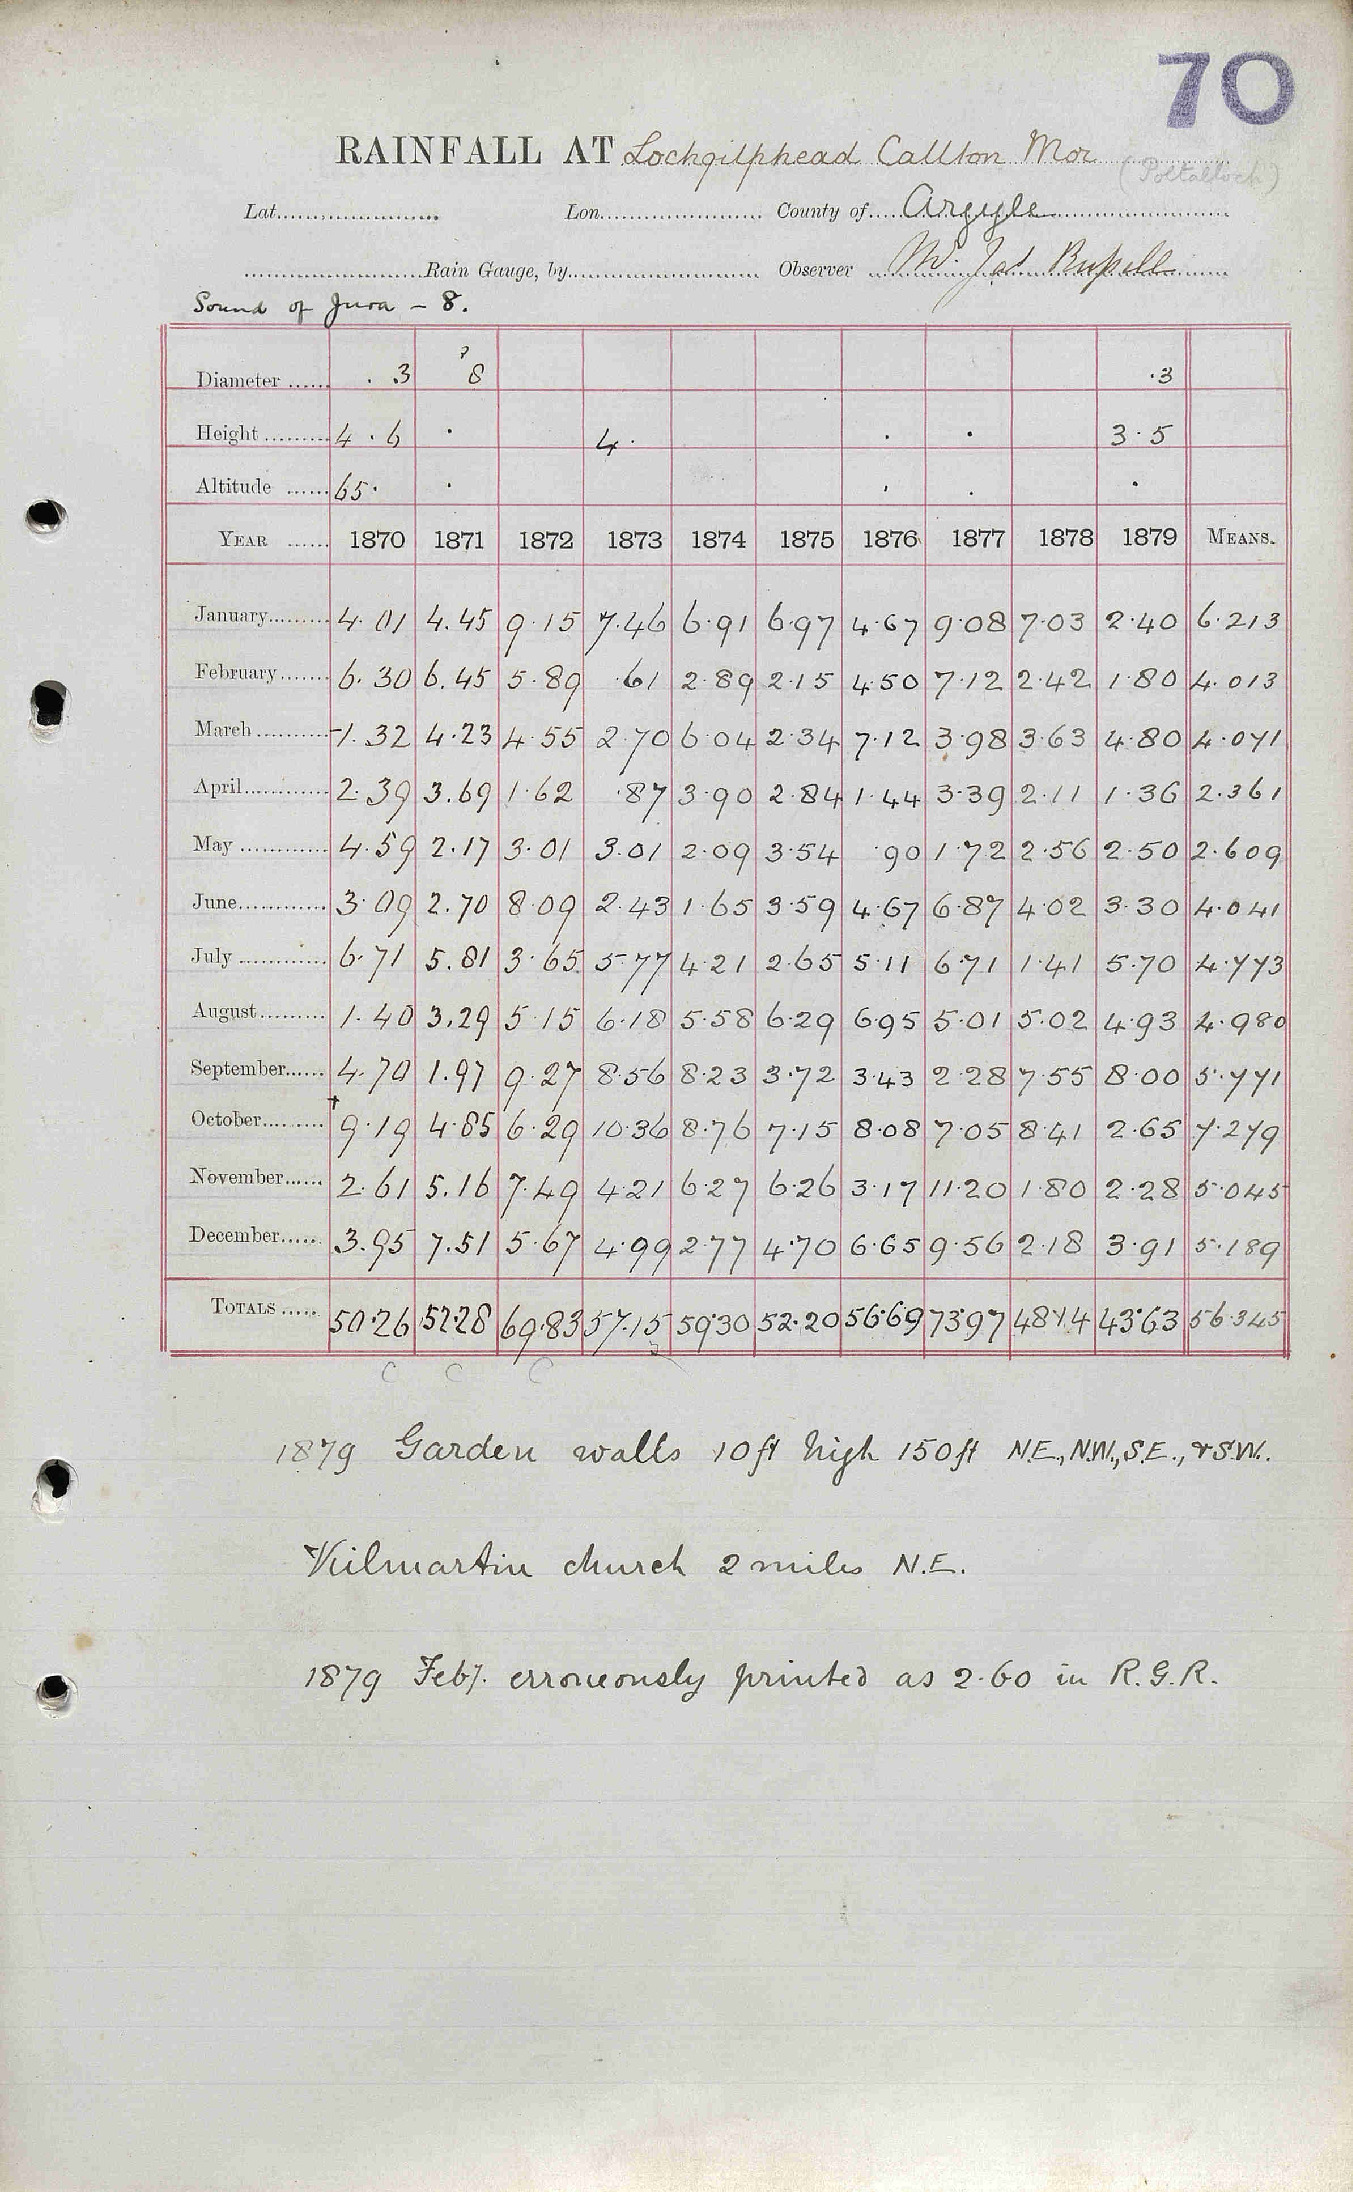 70
RAINFALL AT Lochgilphead Callton Mor
(Poltalloch)
Lat. Lon. County of Argyle
Rain Gauge, by Observer Mr. Jas Russell
Sound of Jura - 8.
Diameter . .3 ? 8 .3
Height 4.6 . 4. . . 3.5
Altitude 65. . . . .
YEAR 1870 1871 1872 1873 1874 1875 1876 1877 1878 1879 MEANS.
January 4.01 4.45 9.15 7.46 6.91 6.97 4.67 9.08 7.03 2.40 6.213
February 6.30 6.45 5.89 .61 2.89 2.15 4.50 7.12 2.42 1.80 4.013
March 1.32 4.23 4.55 2.70 6.04 2.34 7.12 3.98 3.63 4.80 4.071
April 2.39 3.69 1.62 .87 3.90 2.84 1.44 3.39 2.11 1.36 2.361
May 4.59 2.17 3.01 3.01 2.09 3.54 .90 1.72 2.56 2.50 2.609
June 3.09 2.70 8.09 2.43 1.65 3.59 4.67 6.87 4.02 3.30 4.041
July 6.71 5.81 3.65 5.77 4.21 2.65 5.11 6.71 1.41 5.70 4.773
August 1.40 3.29 5.15 6.18 5.58 6.29 6.95 5.01 5.02 4.93 4.980
September 4.70 1.97 9.27 8.56 8.23 3.72 3.43 2.28 7.55 8.00 5.771
October † 9.19 4.85 6.29 10.36 8.76 7.15 8.08 7.05 8.41 2.65 7.279
November 2.61 5.16 7.49 4.21 6.27 6.26 3.17 11.20 1.80 2.28 5.045
December 3.95 7.51 5.67 4.99 2.77 4.70 6.65 9.56 2.18 3.91 5.189
TOTALS 50.26 52.28 69.83 57.15 59.30 52.20 56.69 73.97 48.14 43.63 56.345
C C C
1879 Garden walls 10ft high 150ft N.E., N.W., S.E., & S.W.
Kilmartin church 2 miles N.E.
1879 Feby. erroneously printed as 2.60 in R.G.R.